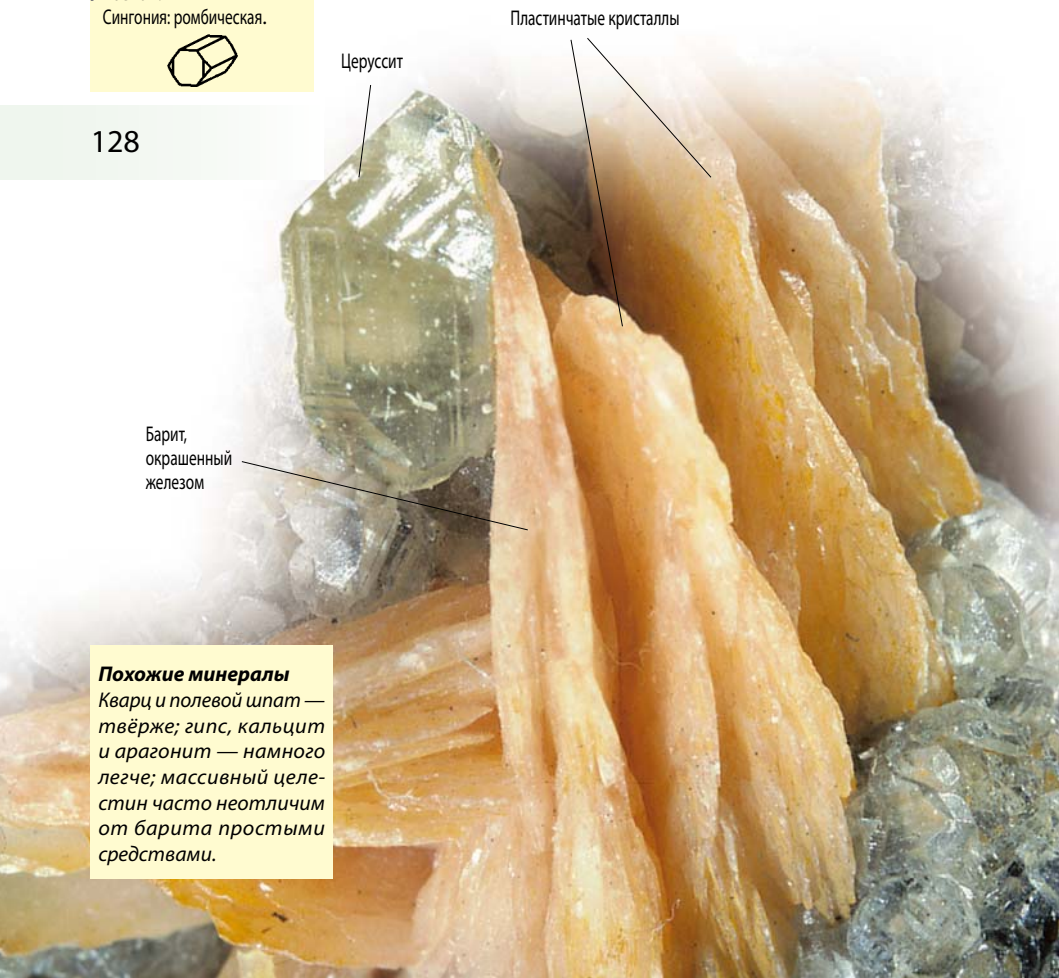 Сингония: ромбическая.
Пластинчатые кристаллы
Церуссит
128
Барит,
окрашенный
железом
Похожие минералы
Кварц и полевой шпат —
твёрже; гипс, кальцит
и арагонит — намного
легче; массивный целе-
стин часто неотличим
от барита простыми
средствами.